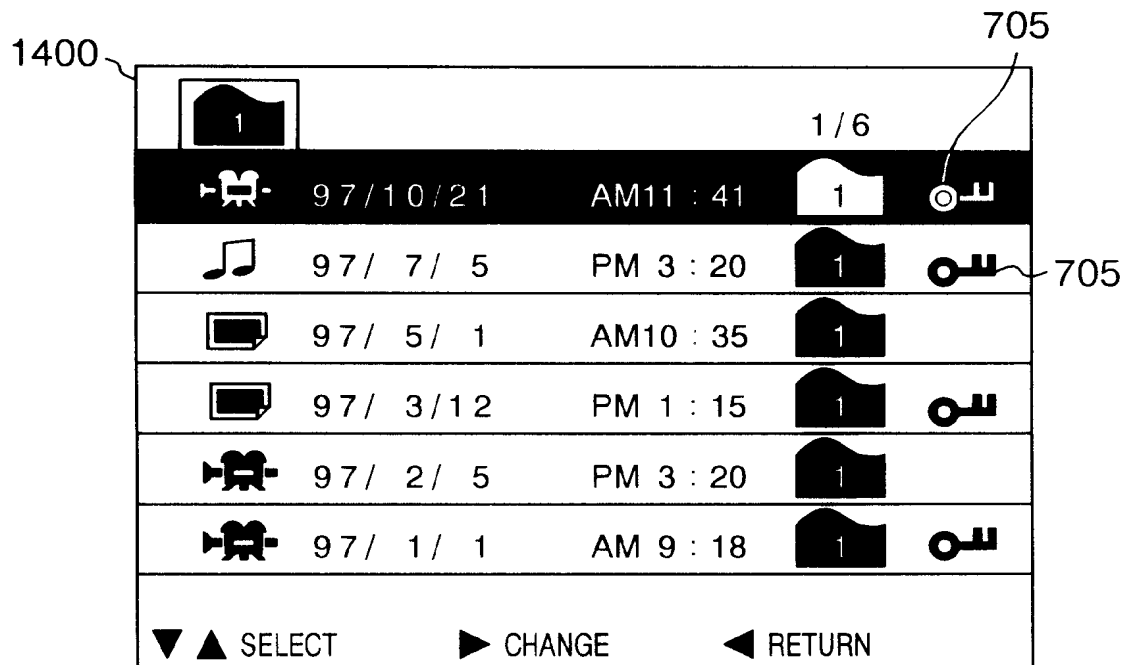 705
1400
1 1/6
97/10/21 AM11:41 1
97/ 7/ 5 PM 3:20 1
705
97/ 5/ 1 AM10:35 1
97/ 3/12 PM 1:15 1
97/ 2/ 5 PM 3:20 1
97/ 1/ 1 AM 9:18 1
▼ ▲ SELECT ▶ CHANGE ◀ RETURN